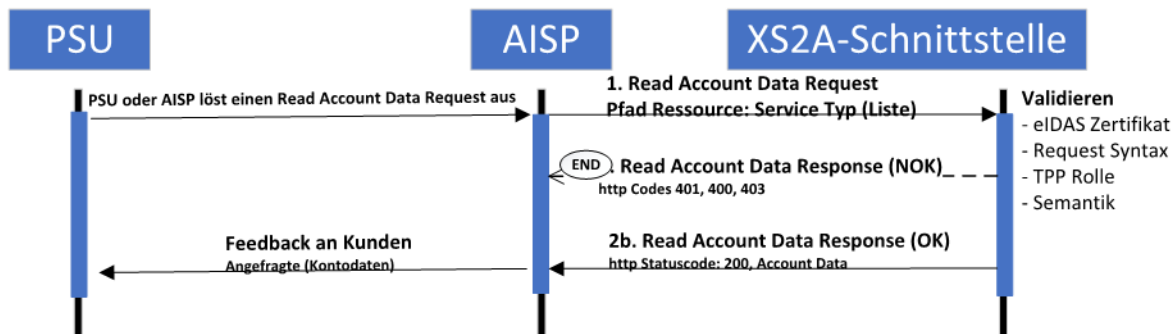 PSU
AISP
XS2A-Schnittstelle
PSU oder AISP löst einen Read Account Data Request aus
1. Read Account Data Request
Pfad Ressource: Service Typ (Liste)
Validieren
- eIDAS Zertifikat
- Request Syntax
- TPP Rolle
- Semantik
END
. Read Account Data Response (NOK)
http Codes 401, 400, 403
Feedback an Kunden
Angefragte (Kontodaten)
2b. Read Account Data Response (OK)
http Statuscode: 200, Account Data